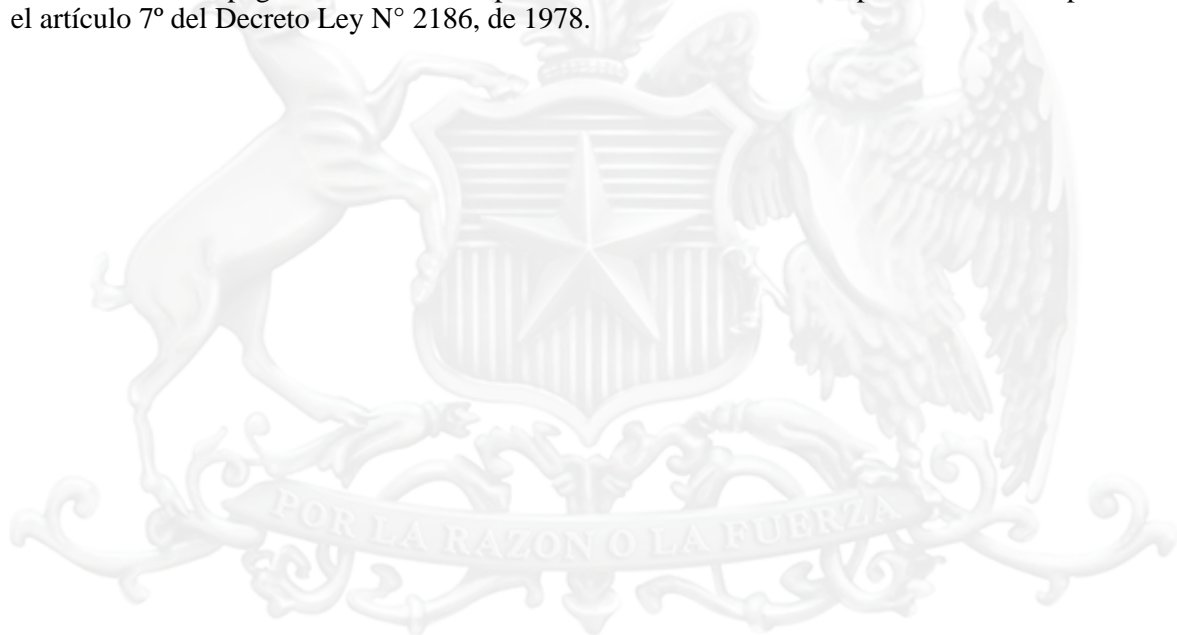 el artículo 7º del Decreto Ley N° 2186, de 1978.
POR LA RAZON O LA FUERZA